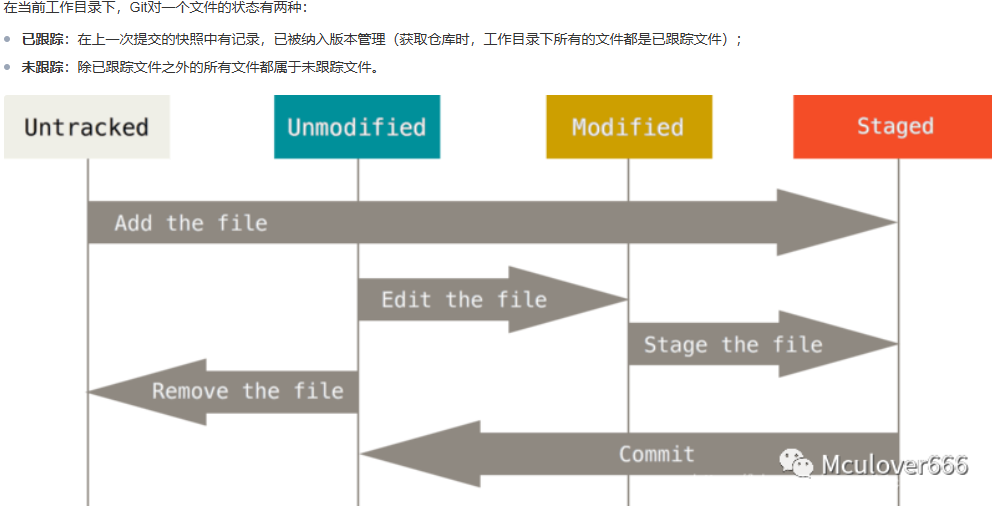 在当前工作目录下，Git对一个文件的状态有两种：
已跟踪：在上一次提交的快照中有记录，已被纳入版本管理（获取仓库时，工作目录下所有的文件都是已跟踪文件）；
未跟踪：除已跟踪文件之外的所有文件都属于未跟踪文件。
Untracked Unmodified Modified Staged
Add the file
Edit the file
Stage the file
Remove the file
Commit
Mculover666